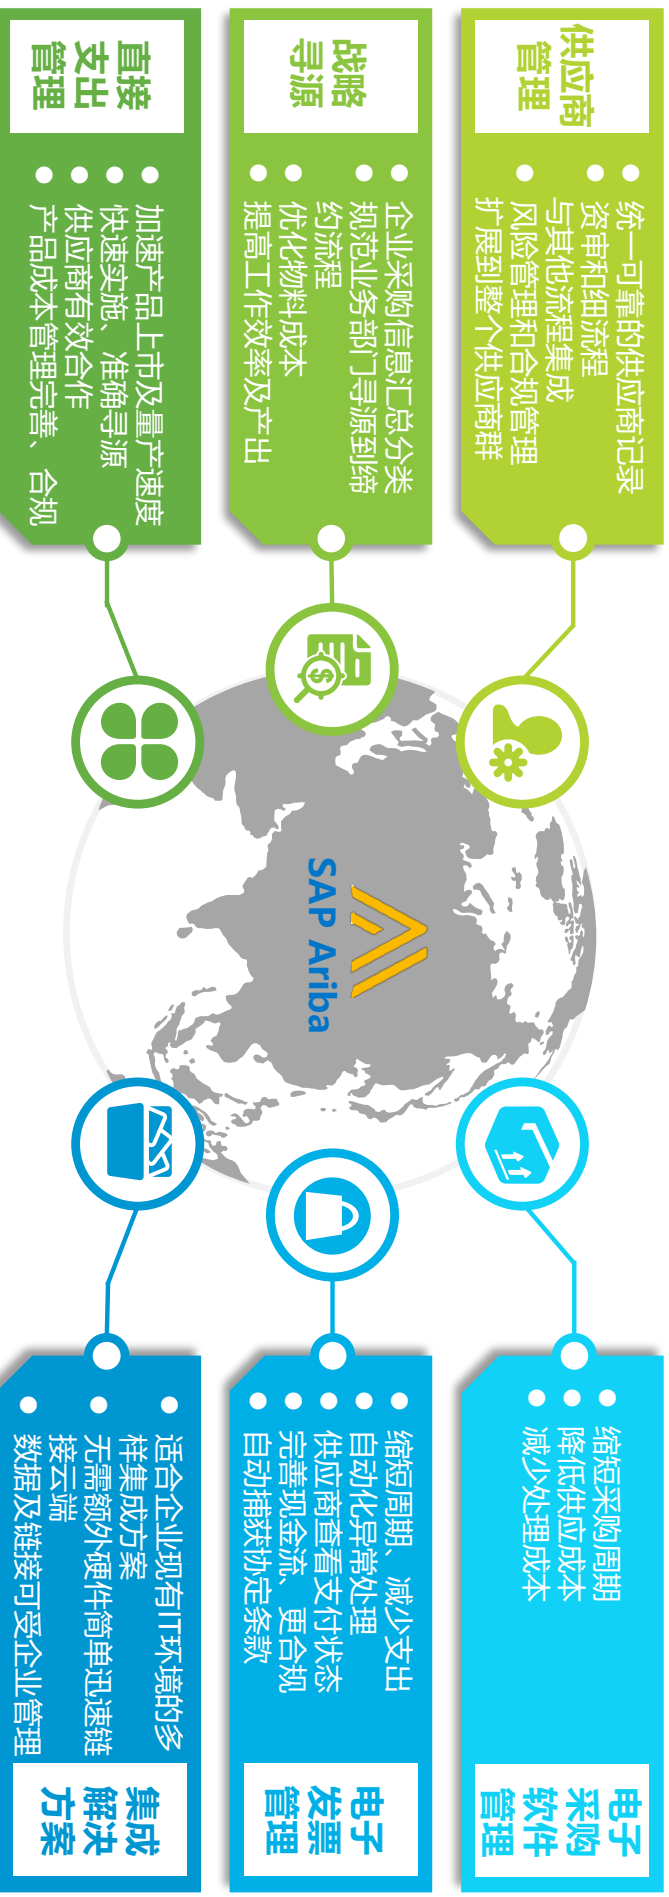 供应商
管理
统一可靠的供应商记录
资审和细流程
与其他流程集成
风险管理和合规管理
扩展到整个供应商群
战略
寻源
企业采购信息汇总分类
规范业务部门寻源到缔
约流程
优化物料成本
提高工作效率及产出
直接
支出
管理
加速产品上市及量产速度
快速实施、准确寻源
供应商有效合作
产品成本管理完善、合规
SAP Ariba
电子
采购
软件
管理
缩短采购周期
降低供应成本
减少处理成本
电子
发票
管理
缩短周期、减少支出
自动化异常处理
供应商查看支付状态
完善现金流、更合规
自动捕获协定条款
集成
解决
方案
适合企业现有IT环境的多
样集成方案
无需额外硬件简单迅速链
接云端
数据及链接可受企业管理